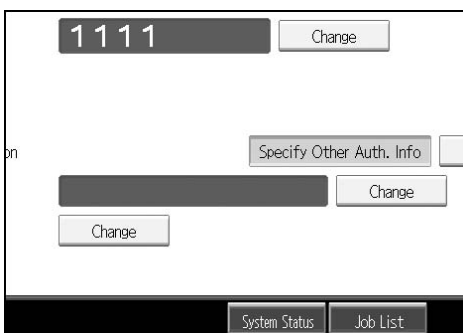 1111 Change
on Specify Other Auth. Info
Change
Change
System Status Job List